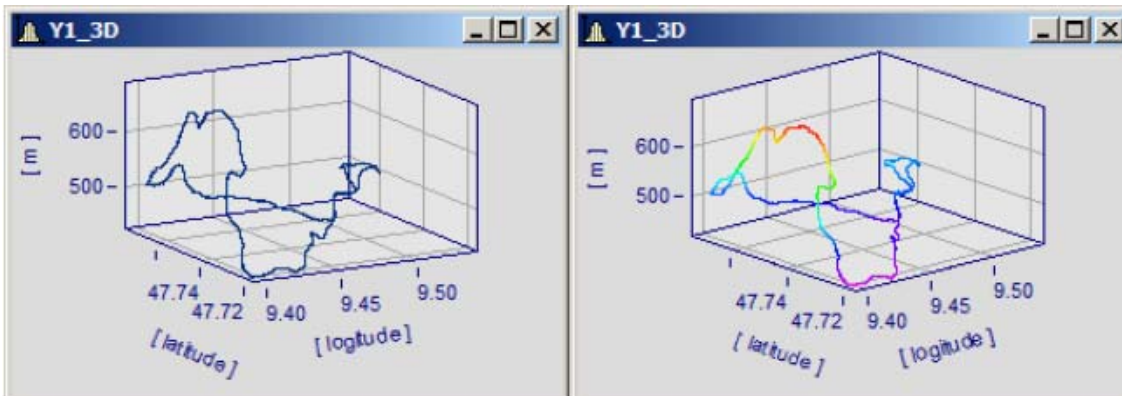 Y1_3D
600
500
[ m ]
47.74
47.72
9.40
9.45
9.50
[ latitude ]
[ logitude ]
Y1_3D
600
500
[ m ]
47.74
47.72
9.40
9.45
9.50
[ latitude ]
[ logitude ]